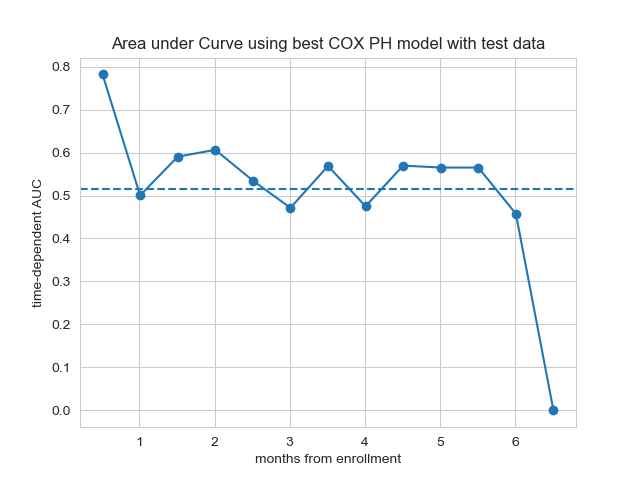 Area under Curve using best COX PH model with test data
time-dependent AUC
0.8
0.7
0.6
0.5
0.4
0.3
0.2
0.1
0.0
1 2 3 4 5 6
months from enrollment